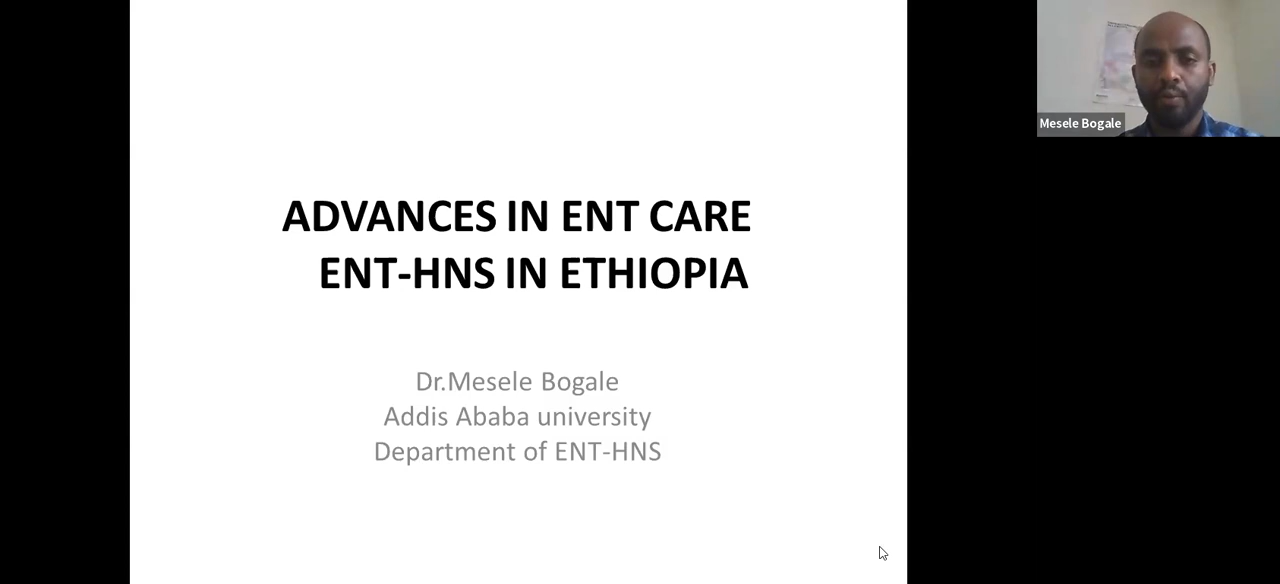 ADVANCES IN ENT CARE
ENT-HNS IN ETHIOPIA
Dr.Mesele Bogale
Addis Ababa university
Department of ENT-HNS
Mesele Bogale